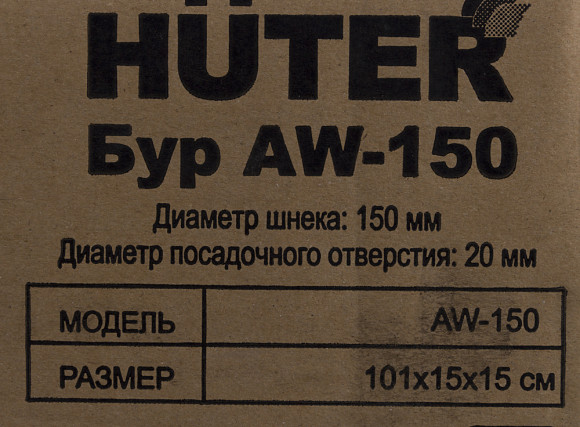 HÜTER
Бур AW-150
Диаметр шнека: 150 мм
Диаметр посадочного отверстия: 20 мм
МОДЕЛЬ AW-150
РАЗМЕР 101x15x15 см